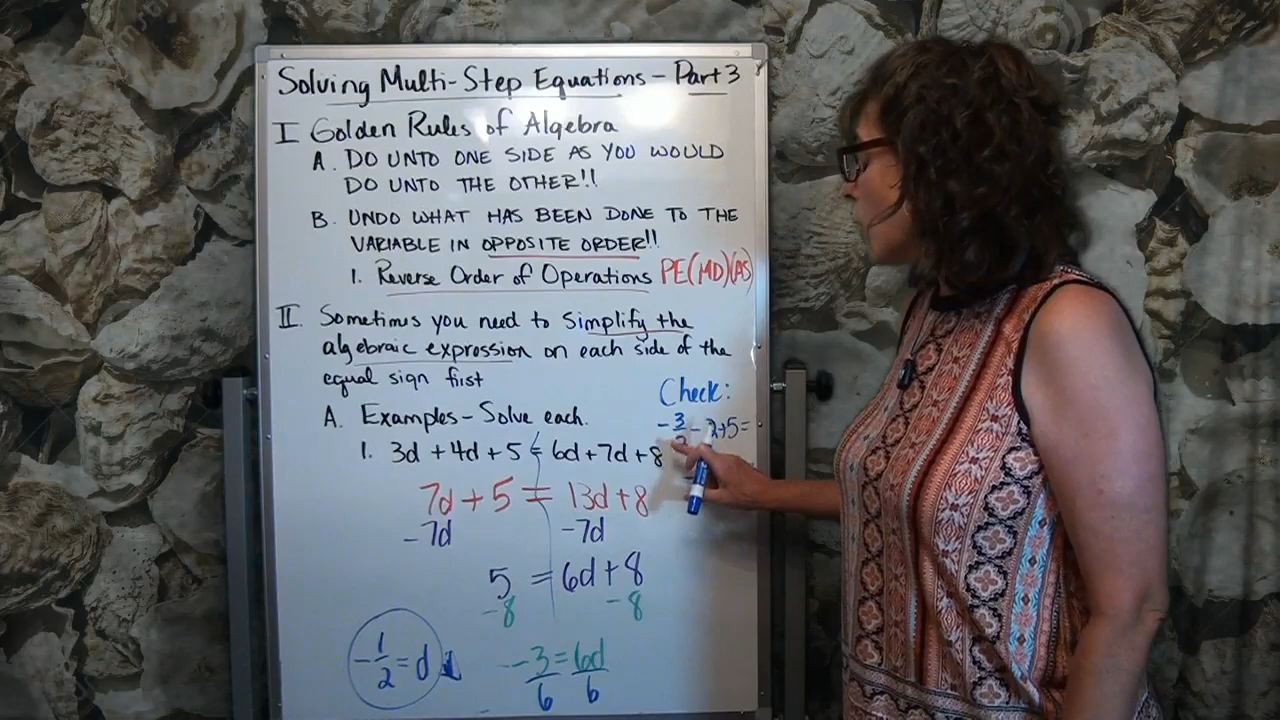 Solving Multi-Step Equations - Part 3
I Golden Rules of Algebra
A. DO UNTO ONE SIDE AS YOU WOULD
DO UNTO THE OTHER!!
B. UNDO WHAT HAS BEEN DONE TO THE
VARIABLE IN OPPOSITE ORDER!!
1. Reverse Order of Operations PE(MD)(AS)
II. Sometimes you need to simplify the
algebraic expression on each side of the
equal sign first
Check:
A. Examples - Solve each.
-3/2 - 2+5=
1. 3d + 4d + 5 = 6d + 7d + 8
7d + 5 = 13d + 8
-7d -7d
5 = 6d + 8
-8 -8
-3/6 = 6d/6
-1/2 = d